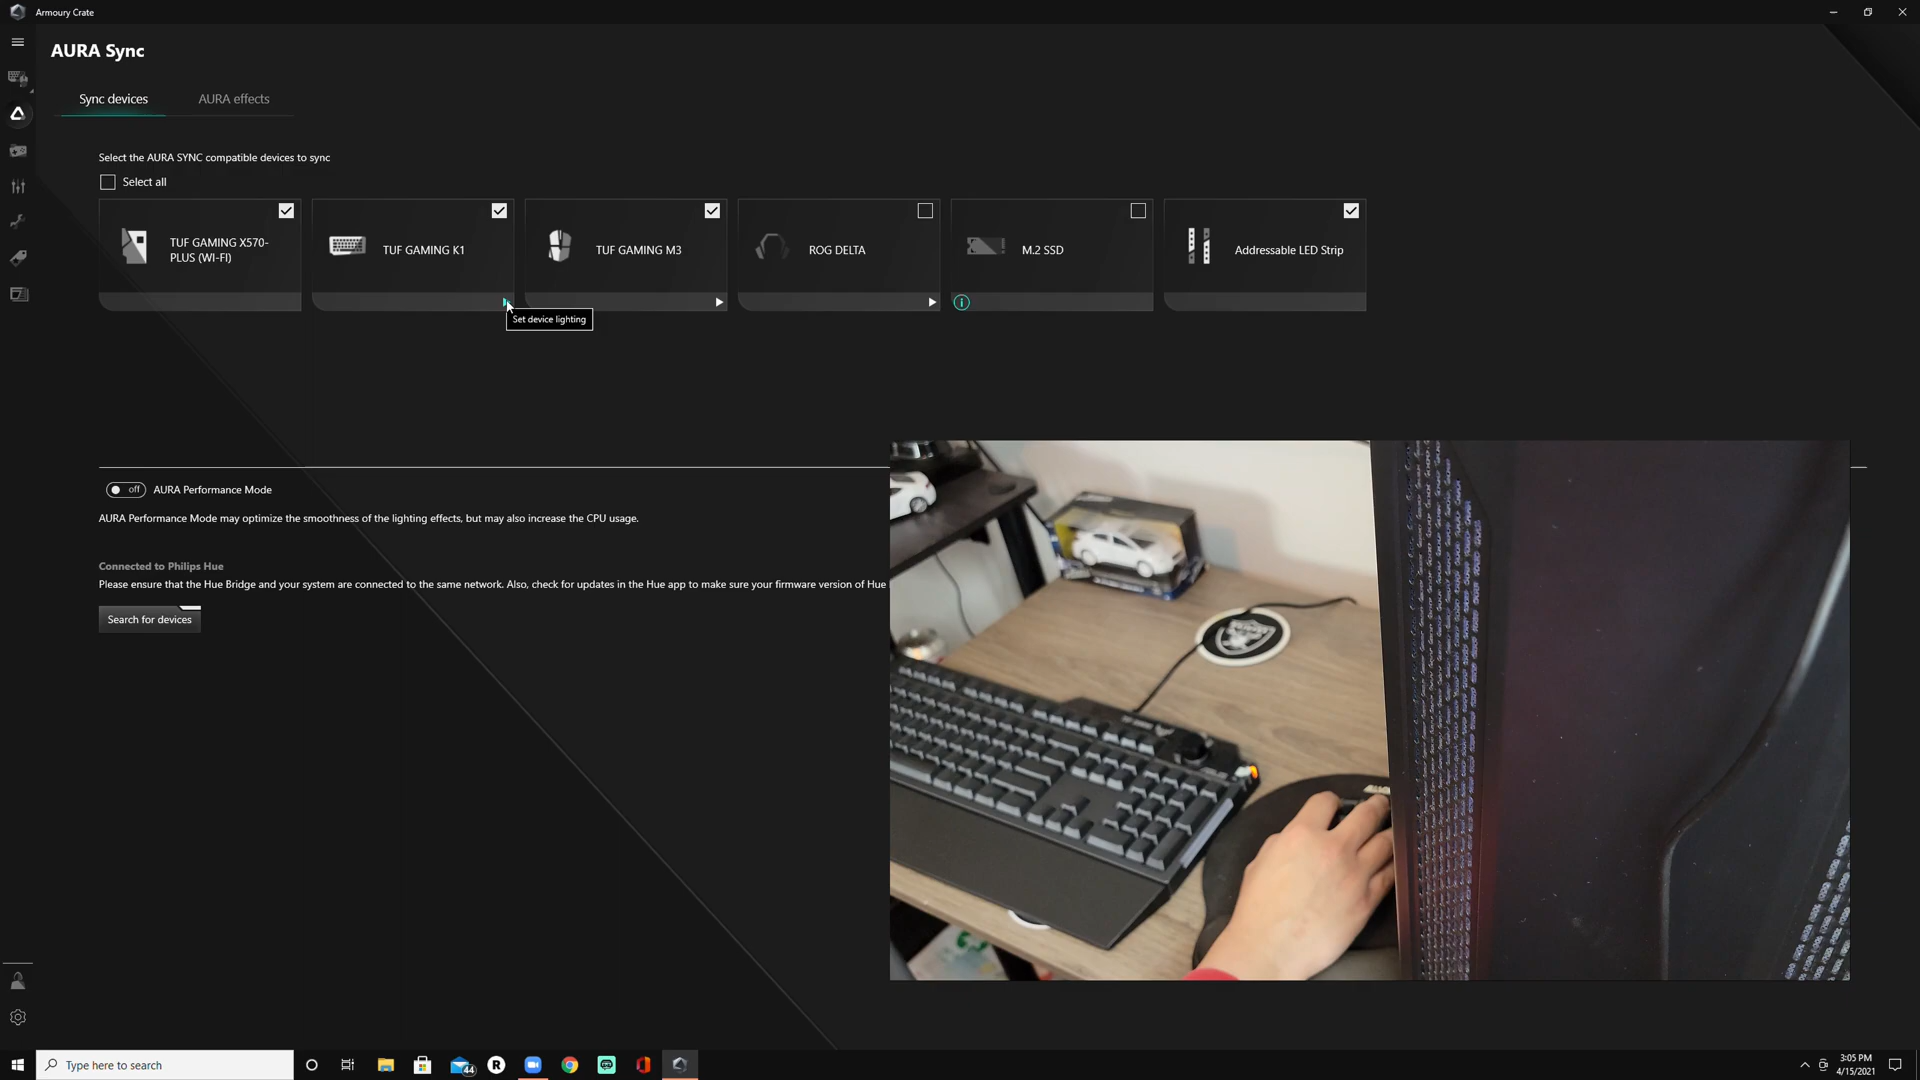 Armoury Crate
AURA Sync
Sync devices
AURA effects
Select the AURA SYNC compatible devices to sync
Select all
TUF GAMING X570-
PLUS (WI-FI)
TUF GAMING K1
TUF GAMING M3
ROG DELTA
M.2 SSD
Addressable LED Strip
Set device lighting
off
AURA Performance Mode
AURA Performance Mode may optimize the smoothness of the lighting effects, but may also increase the CPU usage.
Connected to Philips Hue
Please ensure that the Hue Bridge and your system are connected to the same network. Also, check for updates in the Hue app to make sure your firmware version of Hue
Search for devices
Type here to search
44
R
3:05 PM
4/15/2021